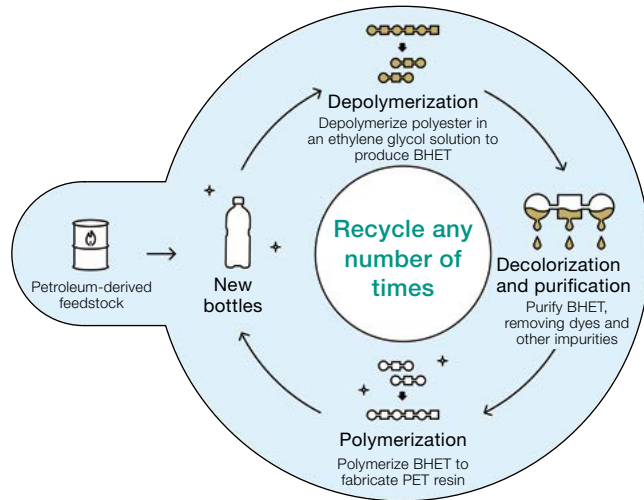 Depolymerization
Depolymerize polyester in
an ethylene glycol solution to
produce BHET
Recycle any
number of
times
Decolorization
and purification
Purify BHET,
removing dyes and
other impurities
Petroleum-derived
feedstock
New
bottles
Polymerization
Polymerize BHET to
fabricate PET resin